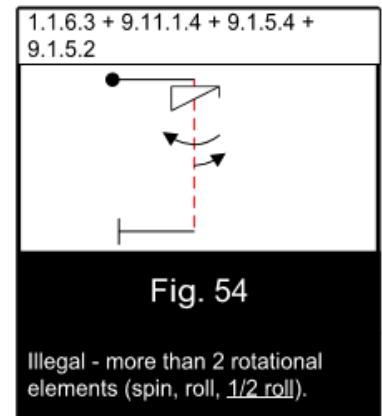 1.1.6.3 + 9.11.1.4 + 9.1.5.4 +
9.1.5.2
Fig. 54
Illegal - more than 2 rotational
elements (spin, roll, 1/2 roll).